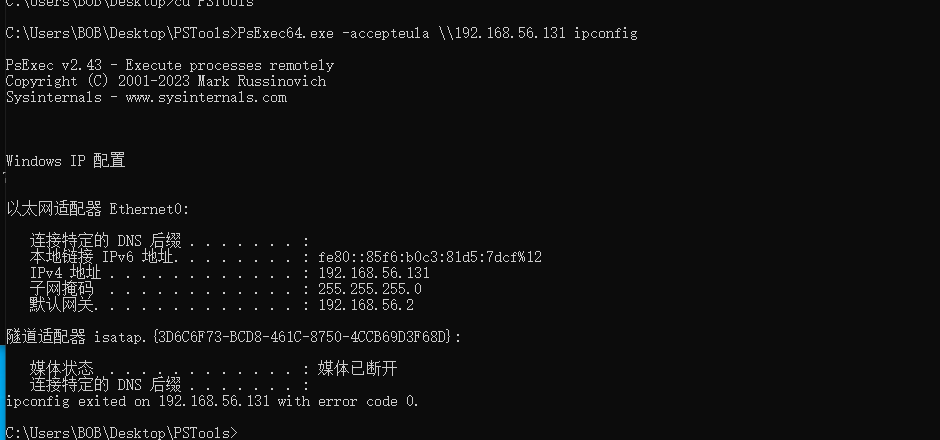 C:\Users\BOB\Desktop>cd PSTools
C:\Users\BOB\Desktop\PSTools>PsExec64.exe -accepteula \\192.168.56.131 ipconfig
PsExec v2.43 - Execute processes remotely
Copyright (C) 2001-2023 Mark Russinovich
Sysinternals - www.sysinternals.com
Windows IP 配置
以太网适配器 Ethernet0:
连接特定的 DNS 后缀 . . . . . . . :
本地链接 IPv6 地址. . . . . . . . : fe80::85f6:b0c3:81d5:7dcf%12
IPv4 地址 . . . . . . . . . . . . : 192.168.56.131
子网掩码 . . . . . . . . . . . . : 255.255.255.0
默认网关. . . . . . . . . . . . . : 192.168.56.2
隧道适配器 isatap.{3D6C6F73-BCD8-461C-8750-4CCB69D3F68D}:
媒体状态 . . . . . . . . . . . . : 媒体已断开
连接特定的 DNS 后缀 . . . . . . . :
ipconfig exited on 192.168.56.131 with error code 0.
C:\Users\BOB\Desktop\PSTools>